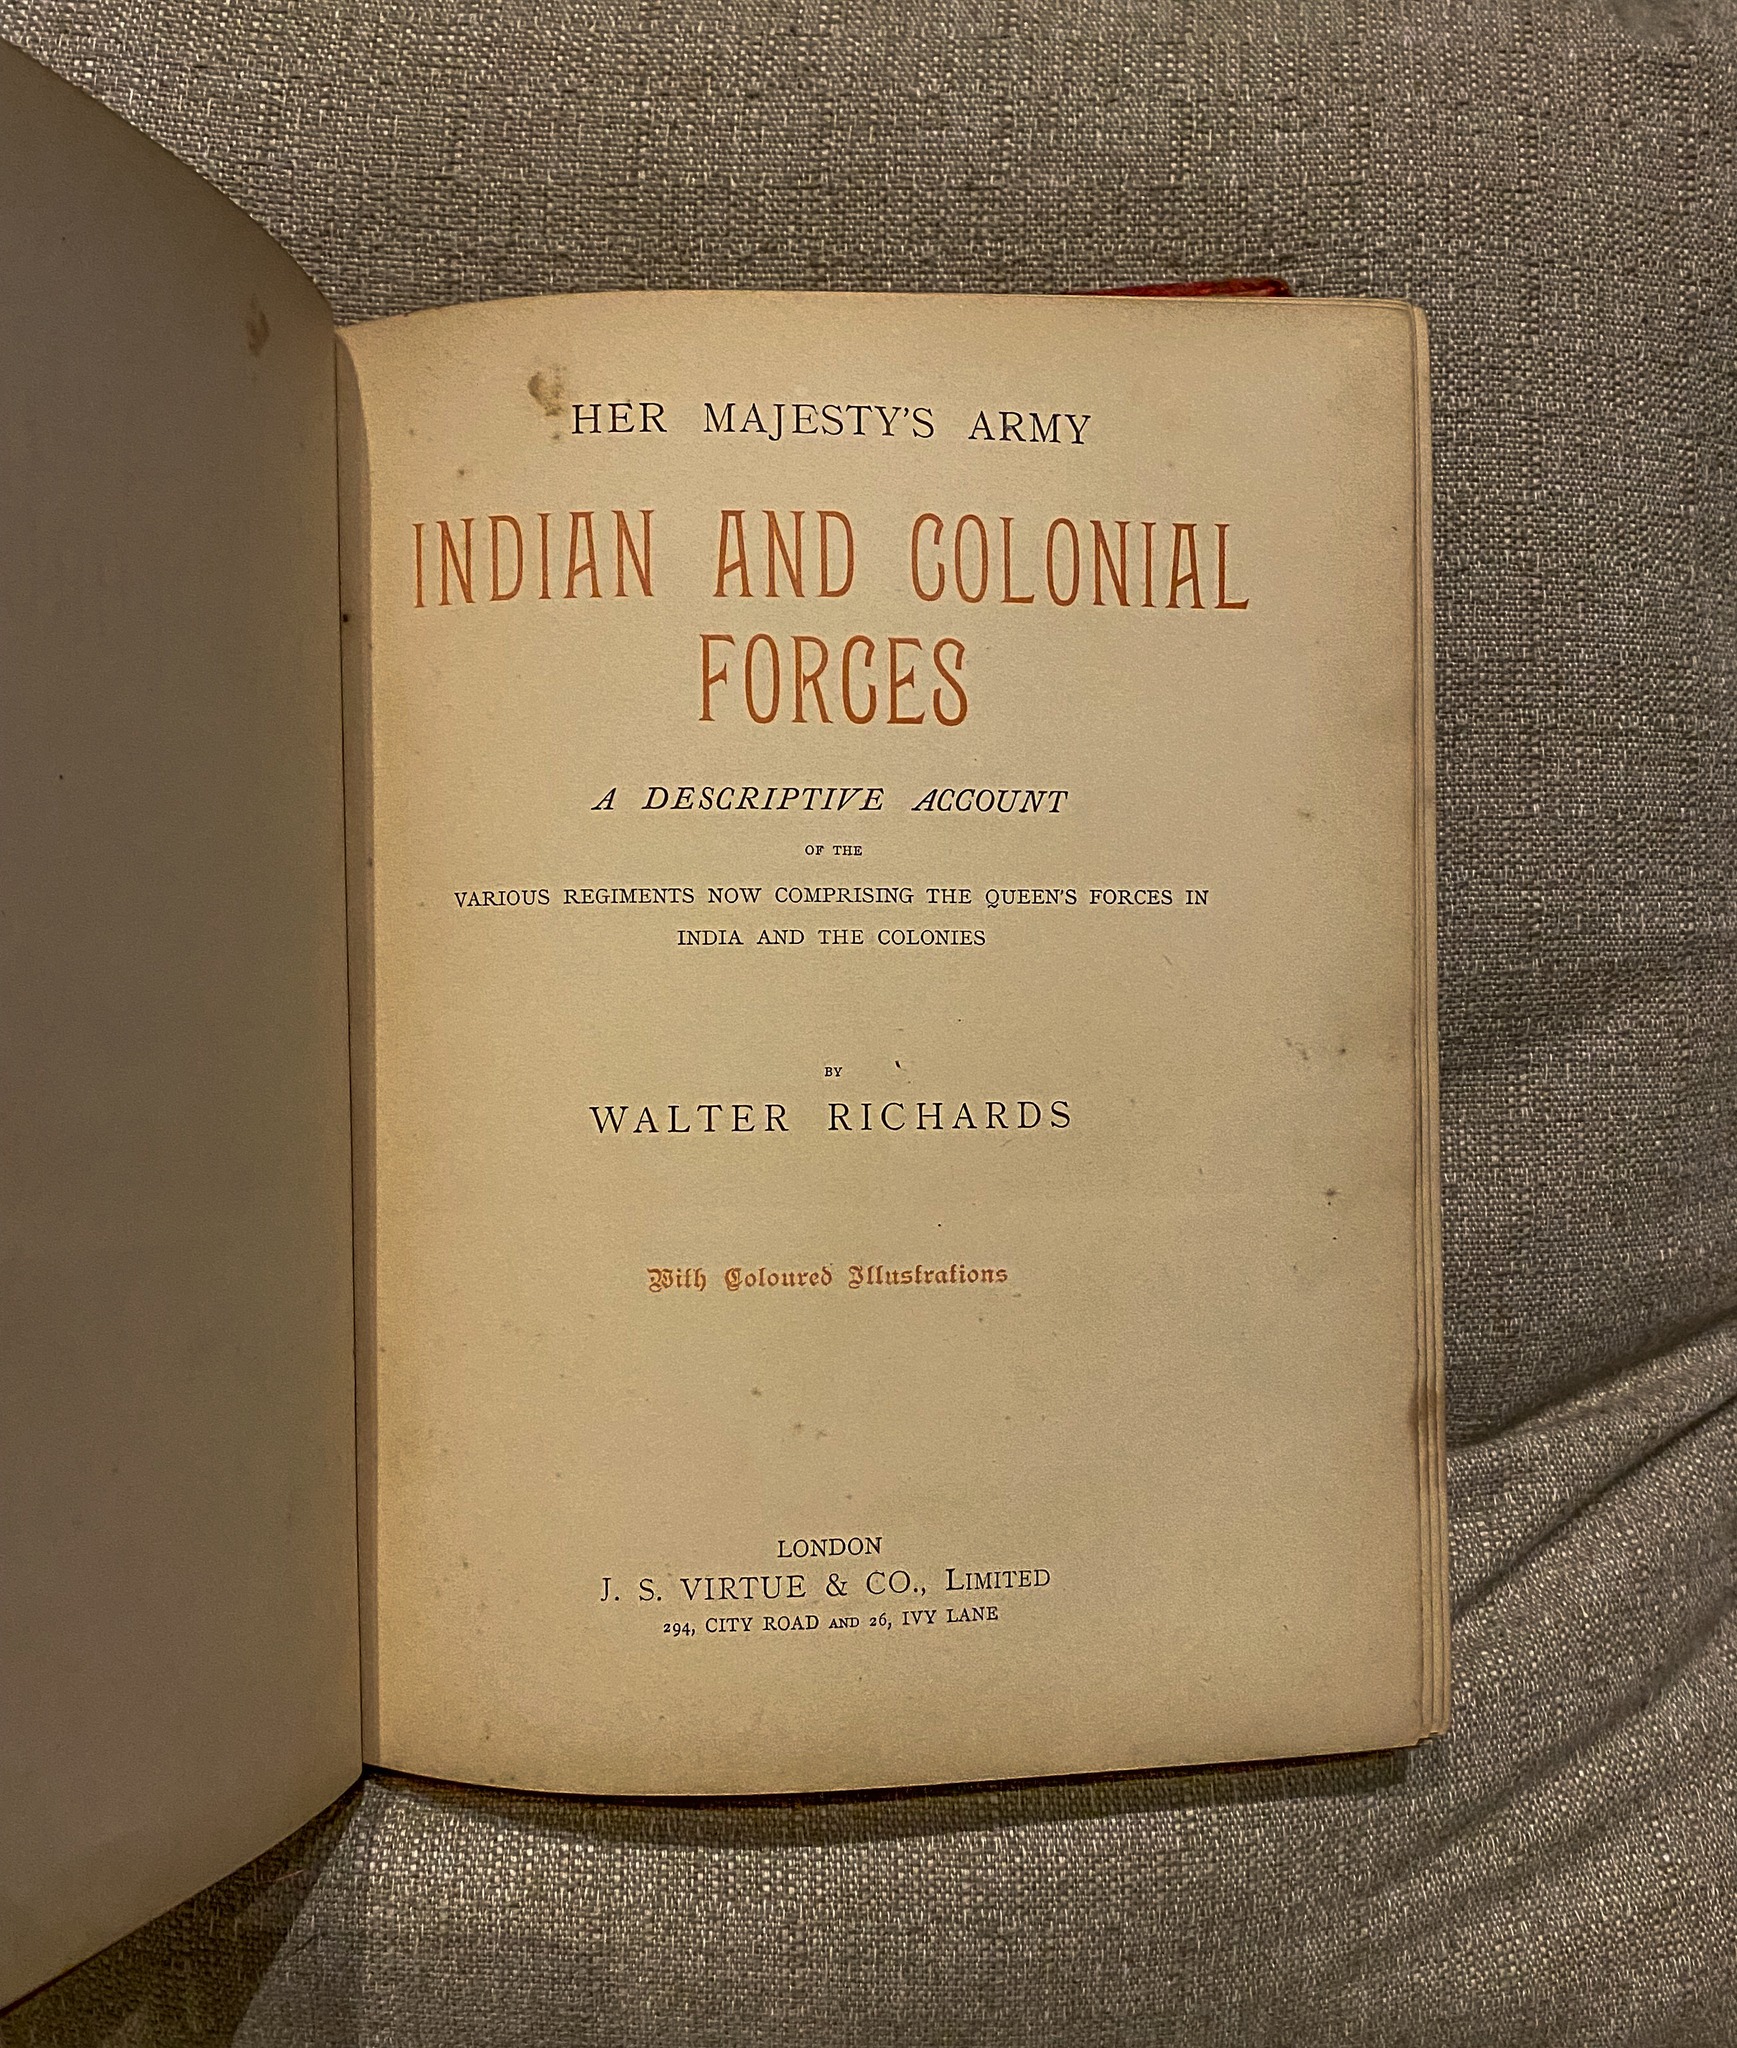 HER MAJESTY'S ARMY
INDIAN AND COLONIAL
FORCES
A DESCRIPTIVE ACCOUNT
OF THE
VARIOUS REGIMENTS NOW COMPRISING THE QUEEN'S FORCES IN
INDIA AND THE COLONIES
BY
WALTER RICHARDS
With Coloured Illustrations
LONDON
J. S. VIRTUE & CO., LIMITED
294, CITY ROAD AND 26, IVY LANE